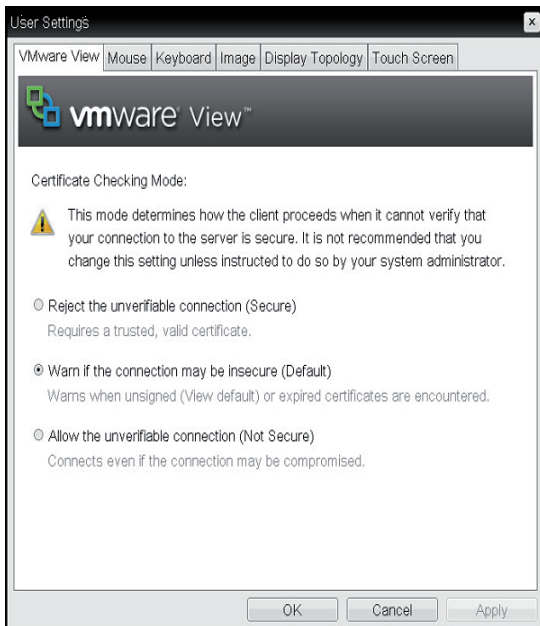 User Settings
VMware View Mouse Keyboard Image Display Topology Touch Screen
vmware View™
Certificate Checking Mode:
This mode determines how the client proceeds when it cannot verify that
your connection to the server is secure. It is not recommended that you
change this setting unless instructed to do so by your system administrator.
Reject the unverifiable connection (Secure)
Requires a trusted, valid certificate.
Warn if the connection may be insecure (Default)
Warns when unsigned (View default) or expired certificates are encountered.
Allow the unverifiable connection (Not Secure)
Connects even if the connection may be compromised.
OK Cancel Apply